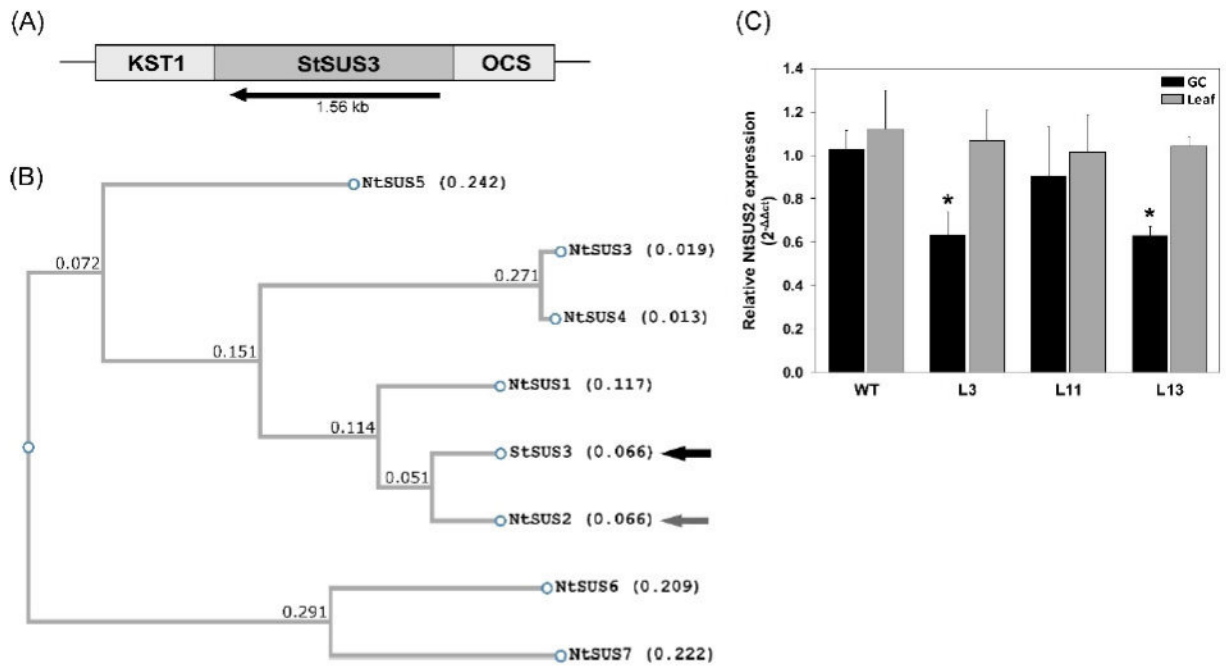 (A)
KST1 StSUS3 OCS
1.56 kb
(B)
NtSUS5 (0.242)
0.072
NtSUS3 (0.019)
0.271
NtSUS4 (0.013)
0.151
NtSUS1 (0.117)
0.114
StSUS3 (0.066)
0.051
NtSUS2 (0.066)
NtSUS6 (0.209)
0.291
NtSUS7 (0.222)
(C)
Relative NtSUS2 expression
(2-ΔΔct)
1.4
1.2
1.0
0.8
0.6
0.4
0.2
0.0
GC
Leaf
* *
WT L3 L11 L13